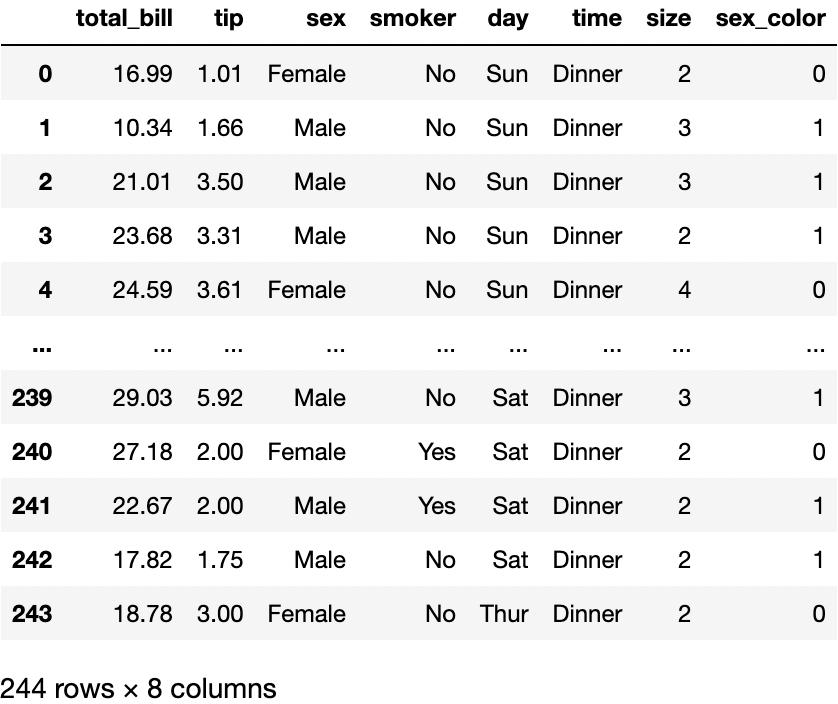 total_bill tip sex smoker day time size sex_color
0 16.99 1.01 Female No Sun Dinner 2 0
1 10.34 1.66 Male No Sun Dinner 3 1
2 21.01 3.50 Male No Sun Dinner 3 1
3 23.68 3.31 Male No Sun Dinner 2 1
4 24.59 3.61 Female No Sun Dinner 4 0
... ... ... ... ... ... ... ... ...
239 29.03 5.92 Male No Sat Dinner 3 1
240 27.18 2.00 Female Yes Sat Dinner 2 0
241 22.67 2.00 Male Yes Sat Dinner 2 1
242 17.82 1.75 Male No Sat Dinner 2 1
243 18.78 3.00 Female No Thur Dinner 2 0
244 rows × 8 columns